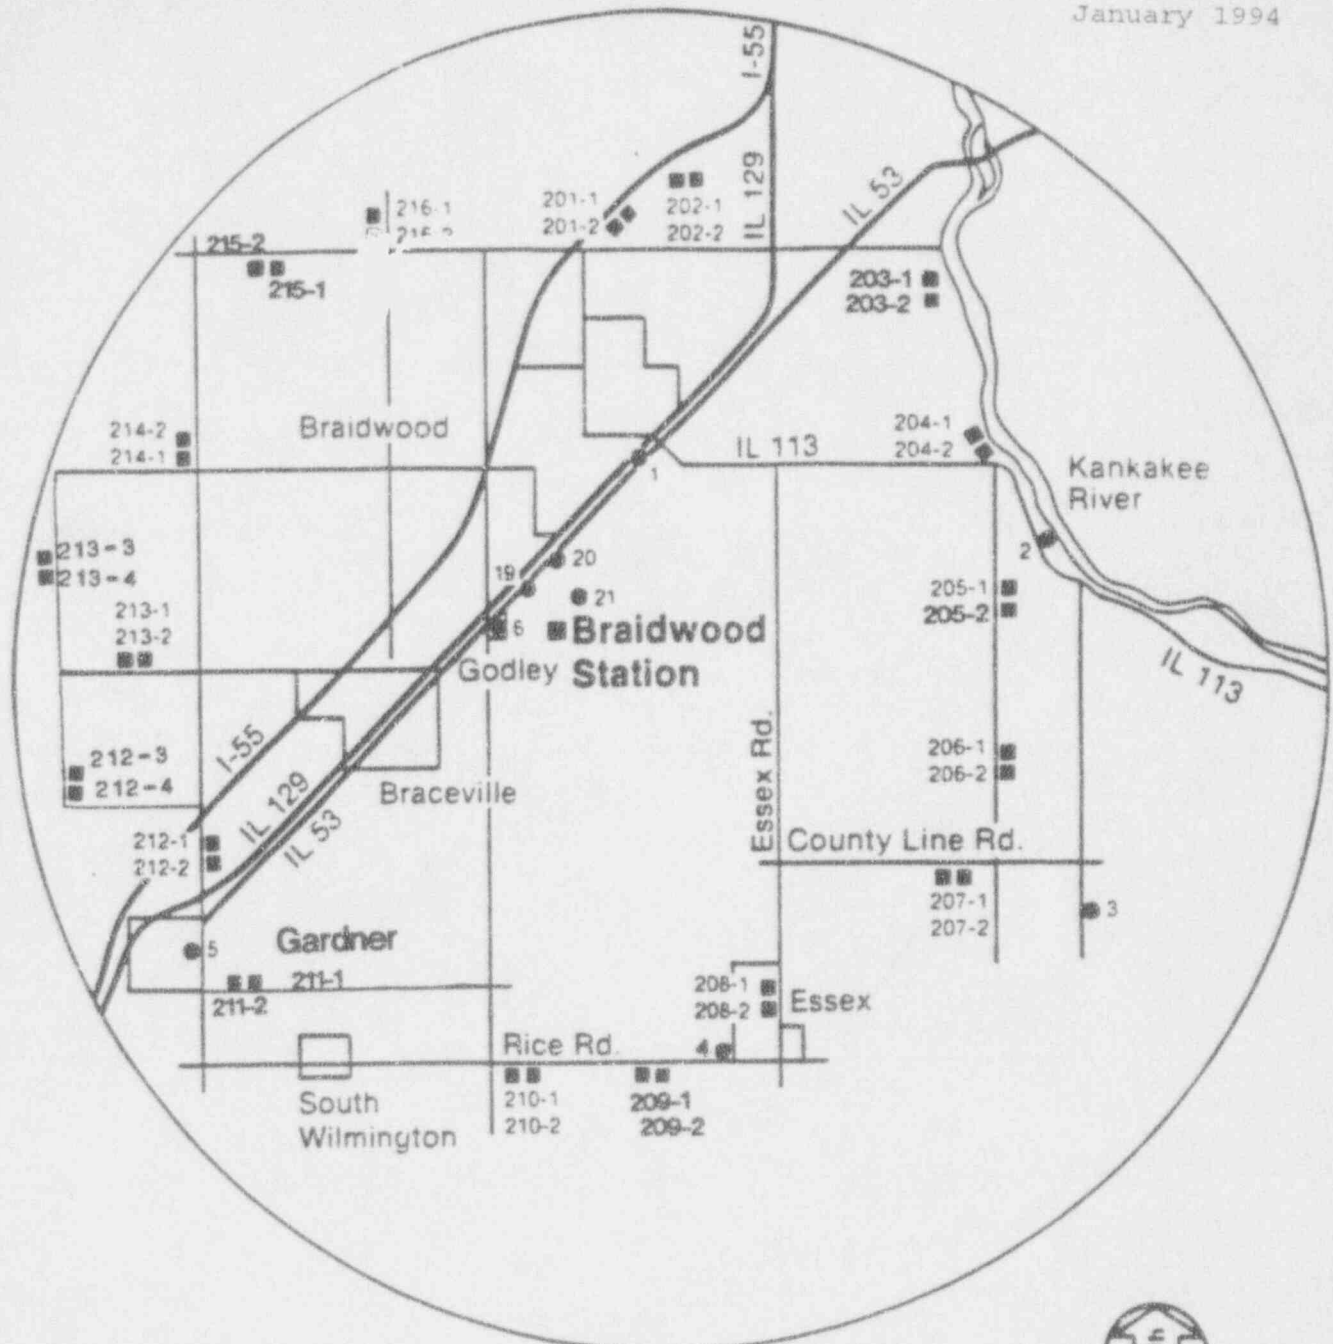 January 1994
I-55
IL 129
IL 53
216-1
201-1
201-2
202-1
202-2
215-2
215-1
203-1
203-2
214-2
214-1
Braidwood
IL 113
1
204-1
204-2
Kankakee
River
2
213-3
213-4
213-1
213-2
19
20
21
6
Braidwood
Station
Godley
205-1
205-2
IL 113
212-3
212-4
I-55
IL 129
IL 53
Braceville
Essex Rd.
206-1
206-2
212-1
212-2
County Line Rd.
207-1
207-2
3
5
Gardner
211-1
211-2
208-1
208-2
Essex
Rice Rd.
4
South
Wilmington
210-1
210-2
209-1
209-2